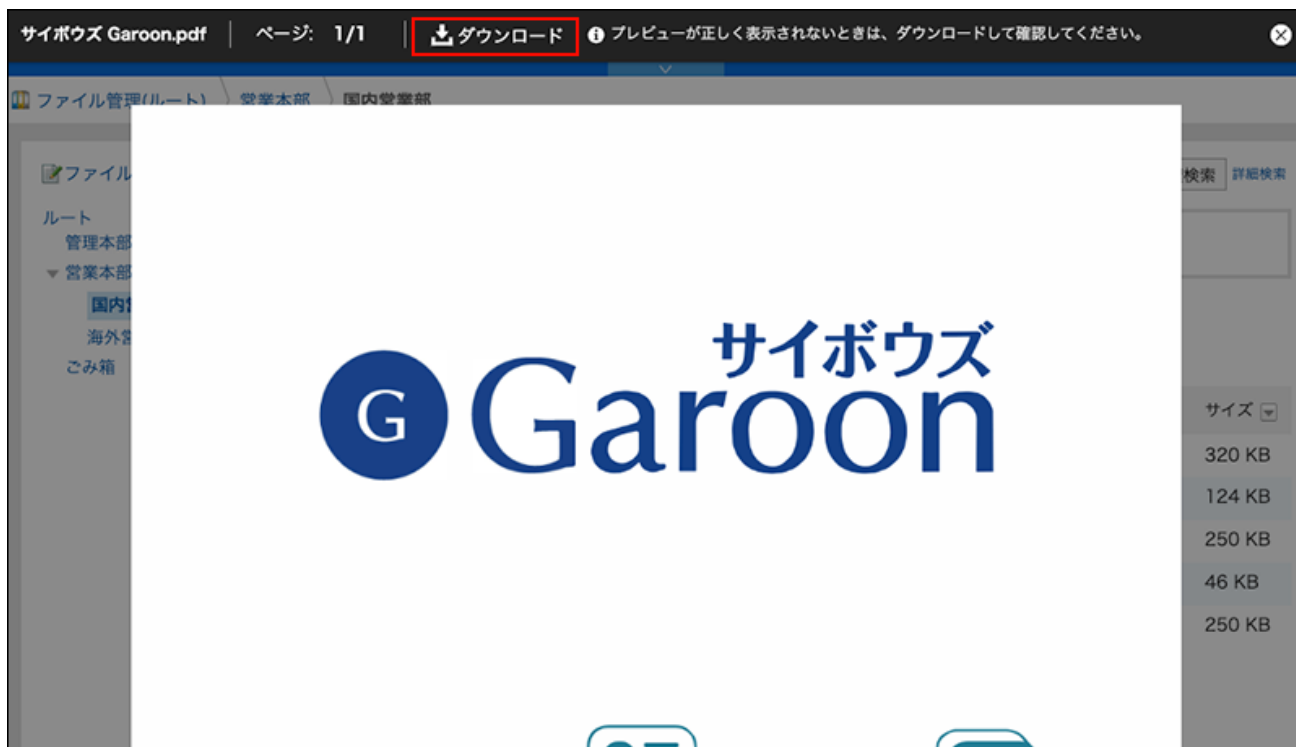 サイボウズ Garoon.pdf ページ: 1/1 ダウンロード プレビューが正しく表示されないときは、ダウンロードして確認してください。
ファイル管理(ルート) 営業本部 国内営業部
ファイル
検索 詳細検索
ルート
管理本部
営業本部
国内
海外
ごみ箱
サイボウズ
G Garoon
サイズ
320 KB
124 KB
250 KB
46 KB
250 KB